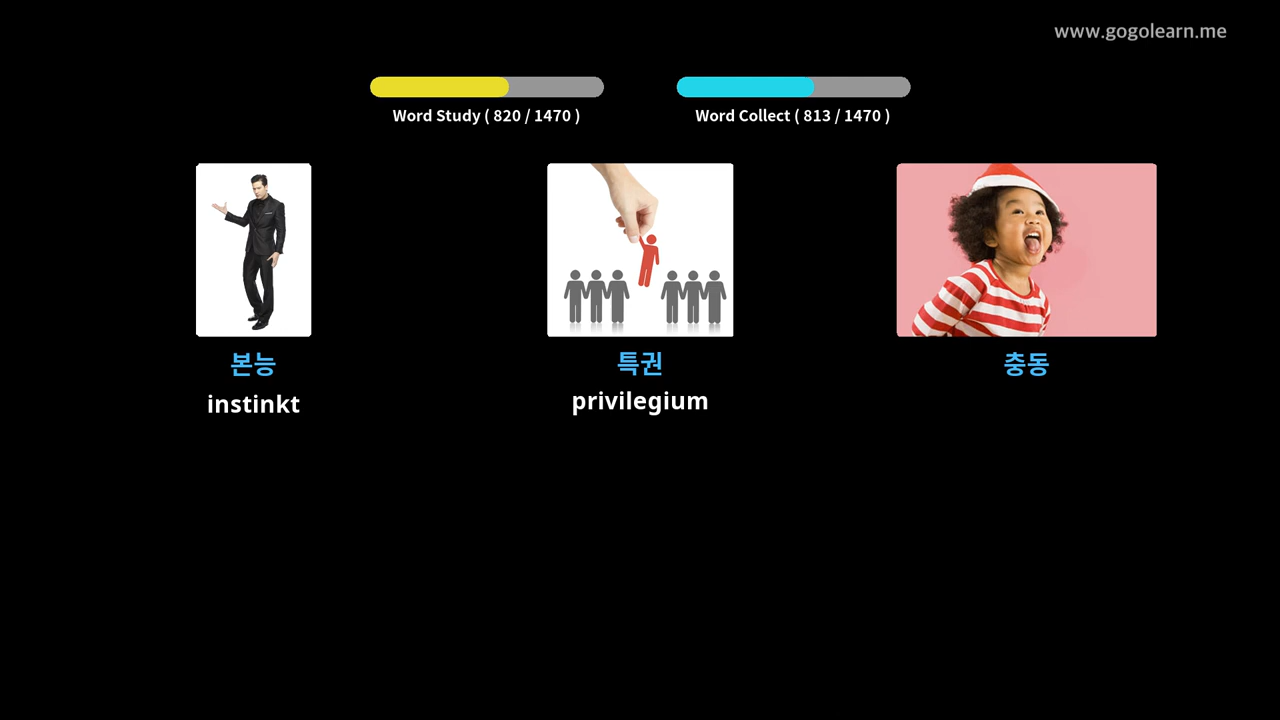 www.gogolearn.me
Word Study ( 820 / 1470 )
Word Collect ( 813 / 1470 )
본능
특권
충동
instinkt
privilegium